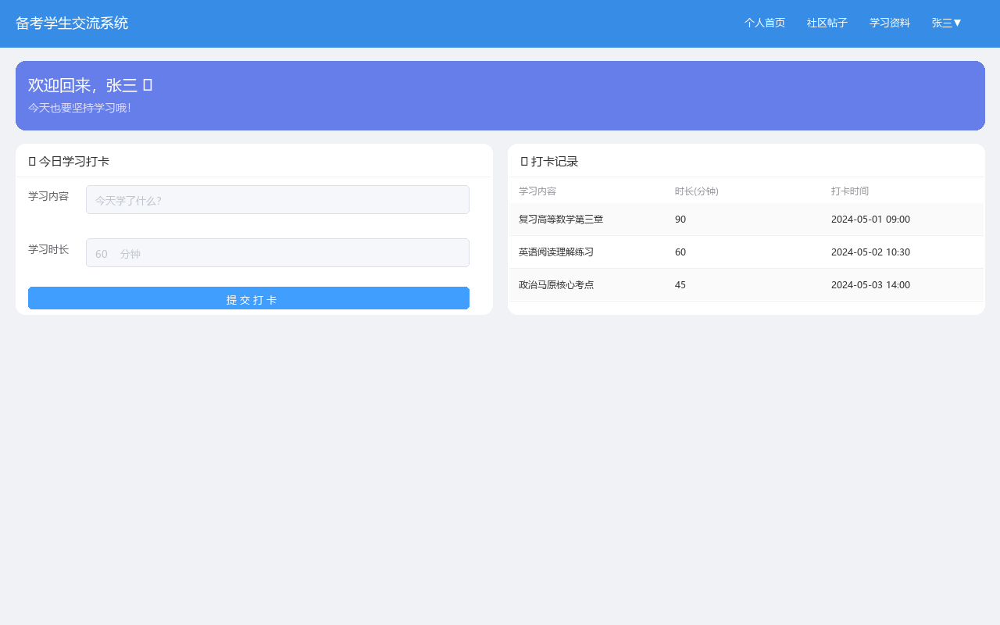 备考学生交流系统
个人首页 社区帖子 学习资料 张三▼
欢迎回来，张三
今天也要坚持学习哦！
今日学习打卡
学习内容 今天学了什么？
学习时长 60 分钟
提 交 打 卡
打卡记录
学习内容 时长(分钟) 打卡时间
复习高等数学第三章 90 2024-05-01 09:00
英语阅读理解练习 60 2024-05-02 10:30
政治马原核心考点 45 2024-05-03 14:00